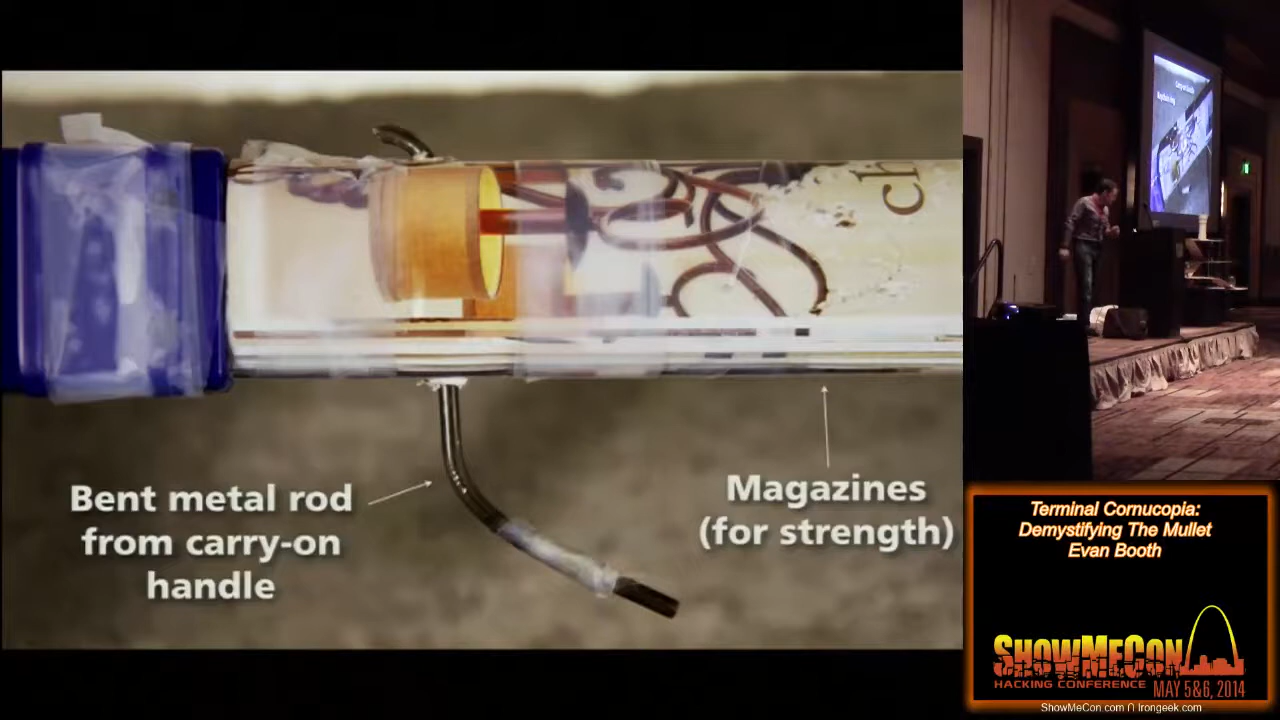 ch
Bent metal rod
from carry-on
handle
Magazines
(for strength)
Terminal Cornucopia:
Demystifying The Mullet
Evan Booth
ShowMeCon
HACKING CONFERENCE
MAY 5&6, 2014
ShowMeCon.com ∩ Irongeek.com